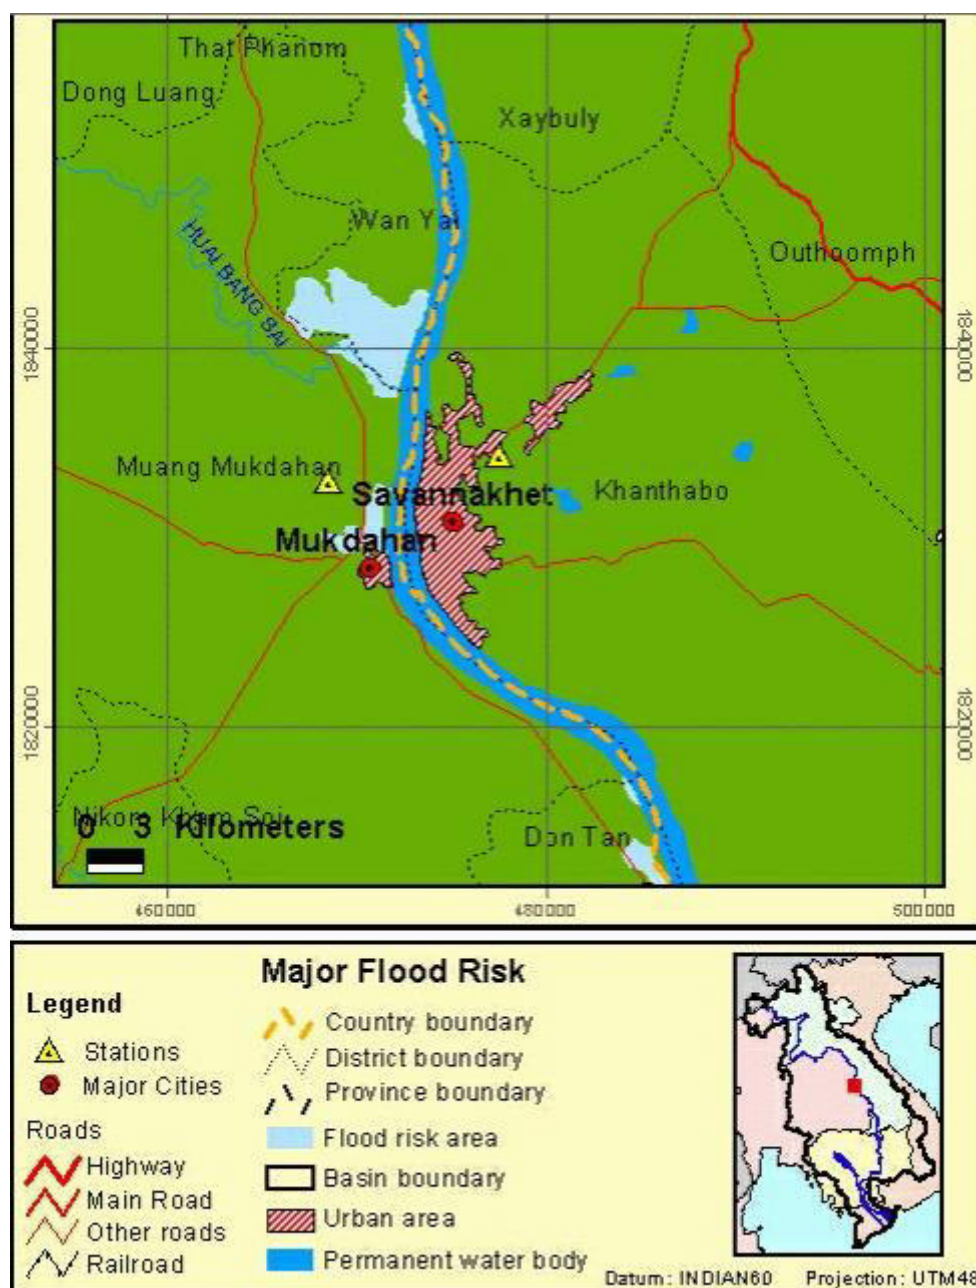 That Phanom
Dong Luang
Xaybuly
Wan Yai
Outhoomph
HUAI BANG SAI
1840000
1840000
Muang Mukdahan
Savannakhet
Khanthabo
Mukdahan
1820000
1820000
Nikom Kham Soi
0 3 Kilometers
Don Tan
460000
480000
500000
Major Flood Risk
Legend
Stations
Major Cities
Roads
Highway
Main Road
Other roads
Railroad
Country boundary
District boundary
Province boundary
Flood risk area
Basin boundary
Urban area
Permanent water body
Datum : INDIAN60 Projection : UTM48